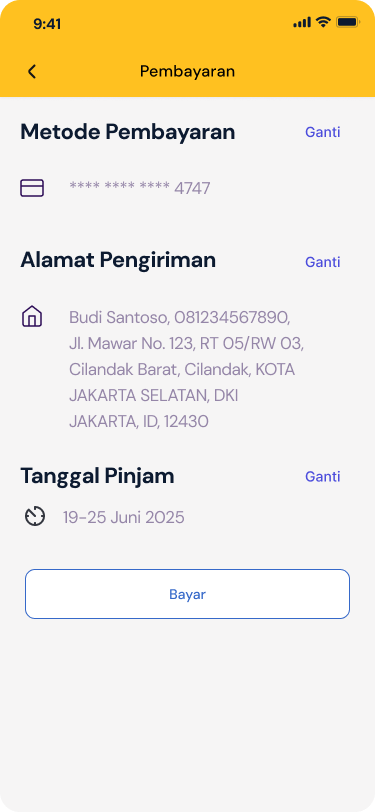 9:41
Pembayaran
Metode Pembayaran
Ganti
**** **** **** 4747
Alamat Pengiriman
Ganti
Budi Santoso, 081234567890,
Jl. Mawar No. 123, RT 05/RW 03,
Cilandak Barat, Cilandak, KOTA
JAKARTA SELATAN, DKI
JAKARTA, ID, 12430
Tanggal Pinjam
Ganti
19-25 Juni 2025
Bayar